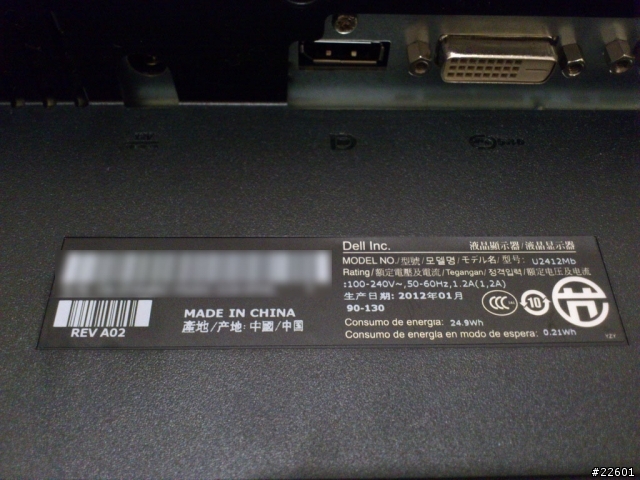 Dell Inc. 液晶顯示器/液晶显示器
MODEL NO./型號/모델명/モデル名/型号: U2412Mb
Rating/額定電壓及電流/Tegangan/정격입력/额定电压及电流
:100-240V~,50-60Hz,1.2A(1,2A)
生产日期:2012年01月
90-130
10
REV A02
MADE IN CHINA
產地/产地: 中國/中国
Consumo de energia: 24.9Wh
Consumo de energia en modo de espera: 0.21Wh
#22601